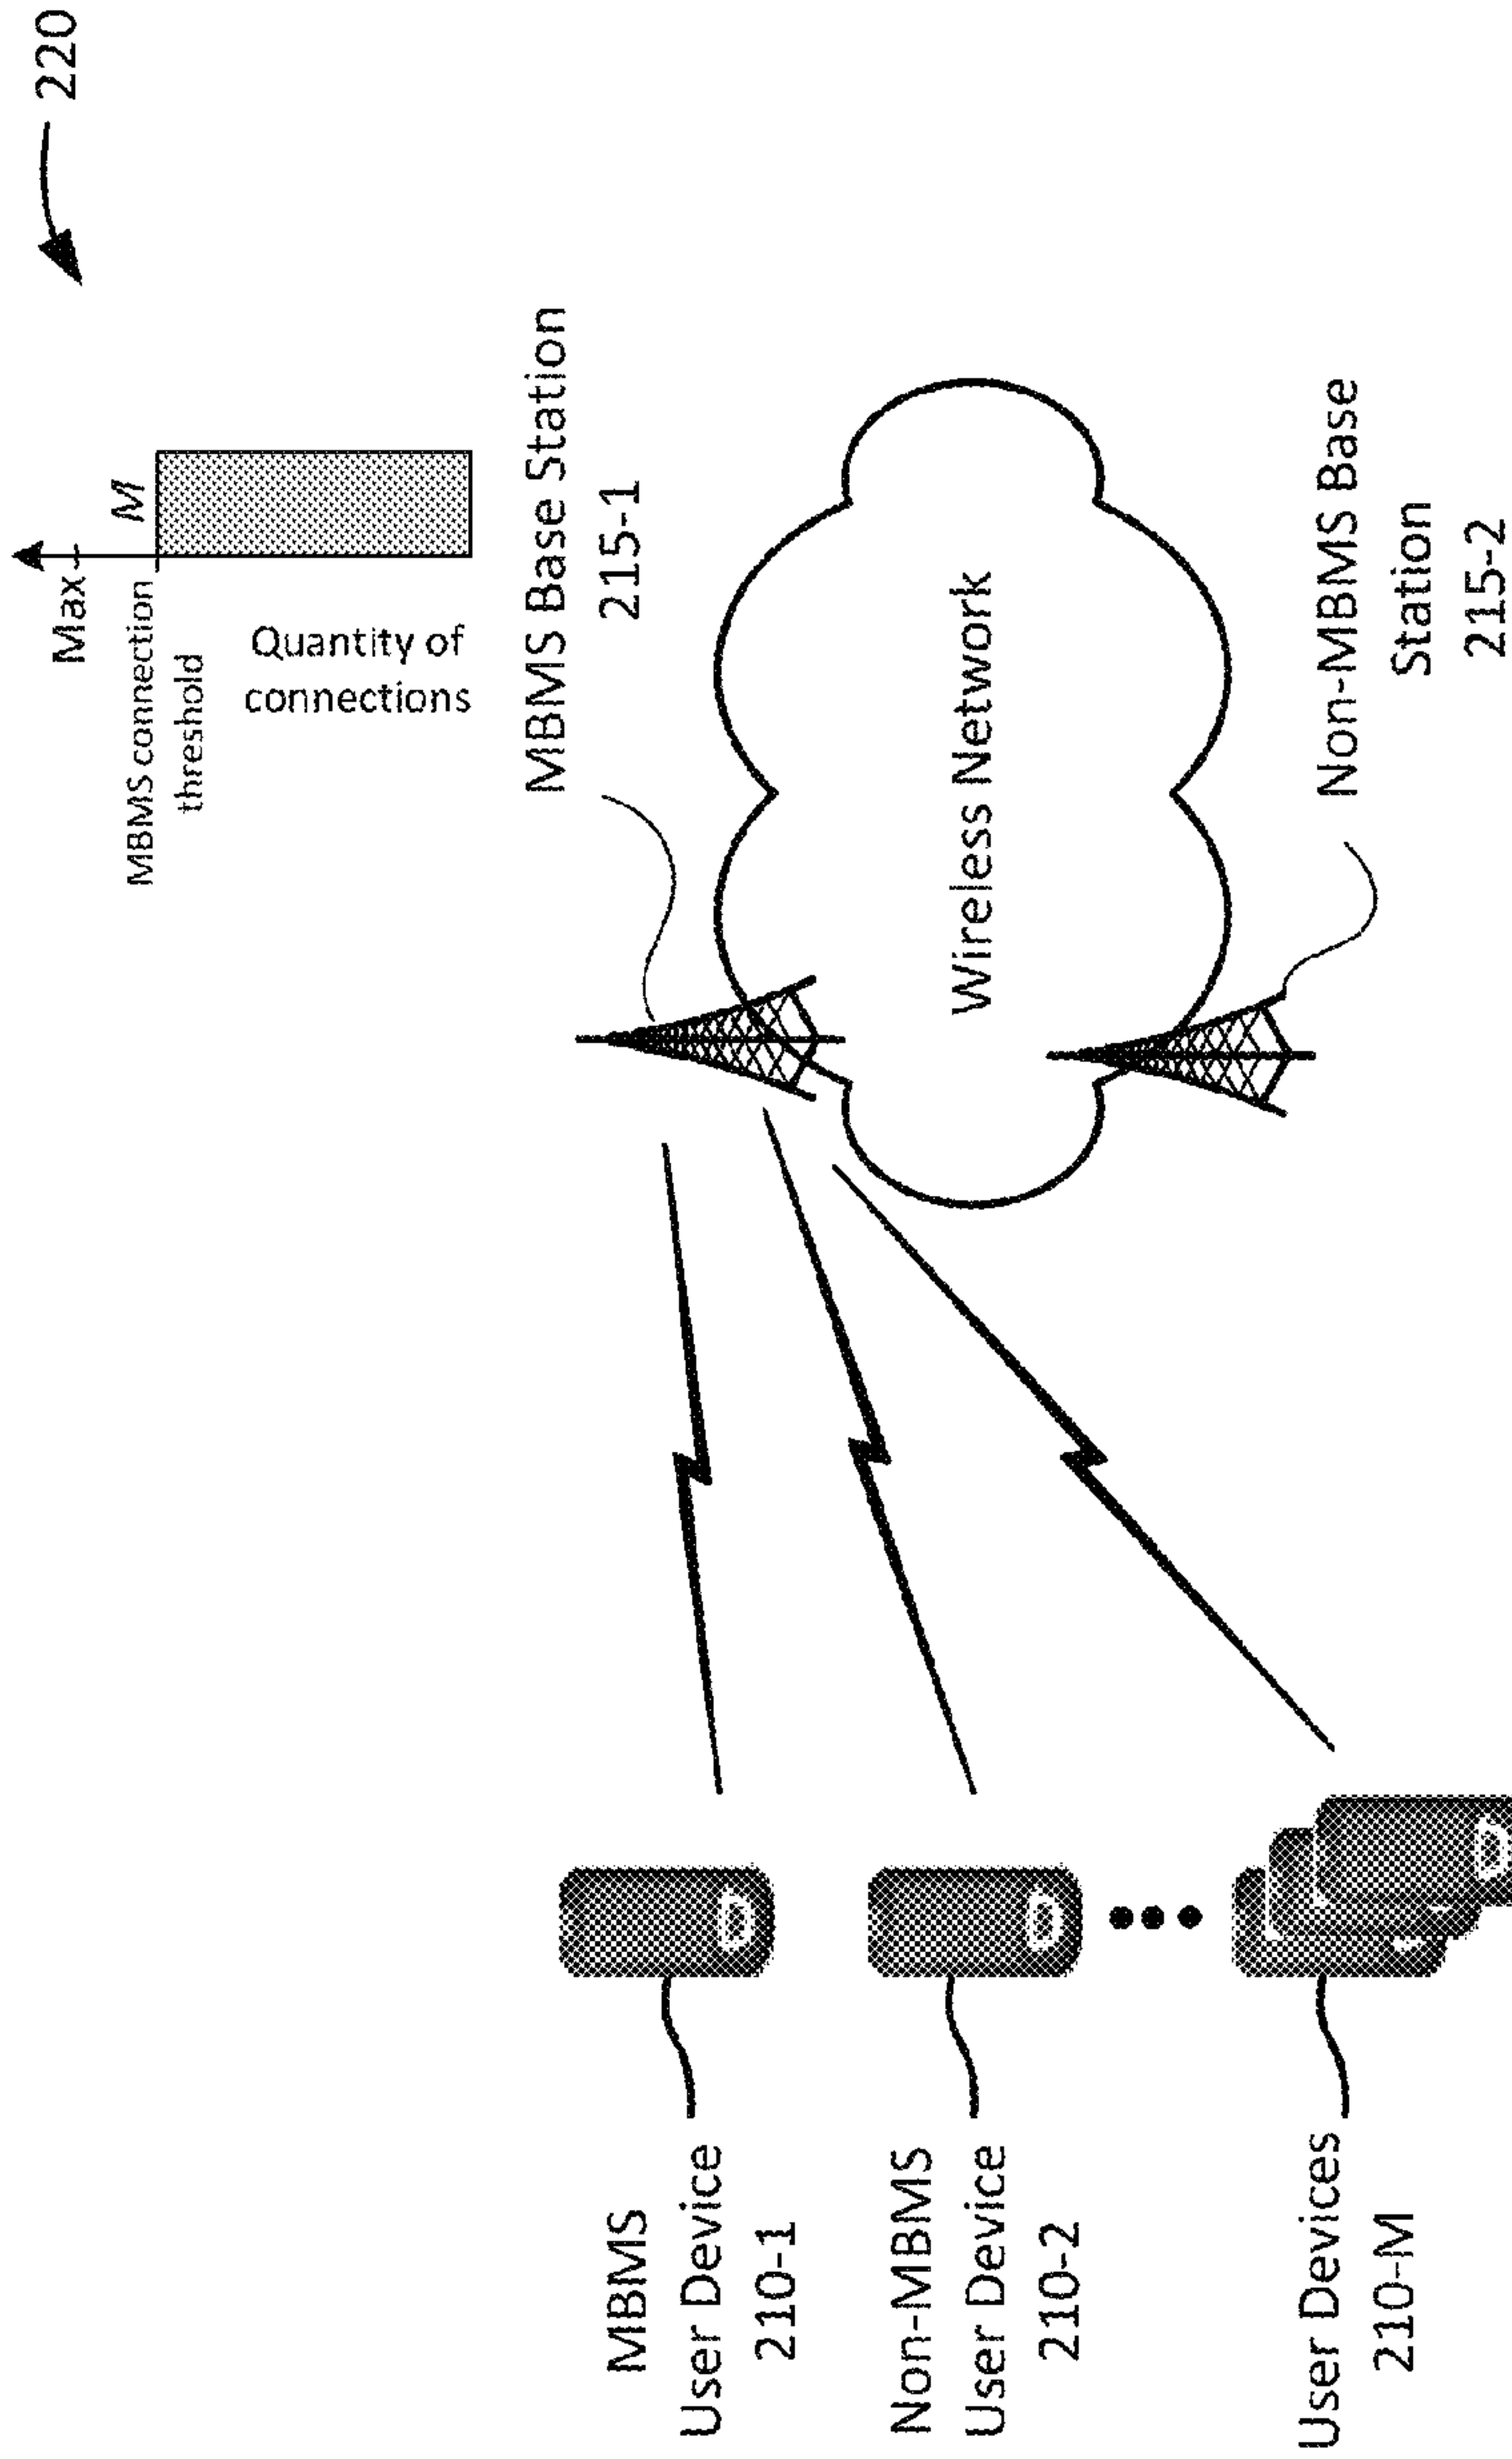 220
Max
M
MBMS connection
threshold
Quantity of
connections
MBMS Base Station
215-1
MBMS
User Device
210-1
Wireless Network
Non-MBMS
User Device
210-2
Non-MBMS Base
Station
215-2
User Devices
210-M